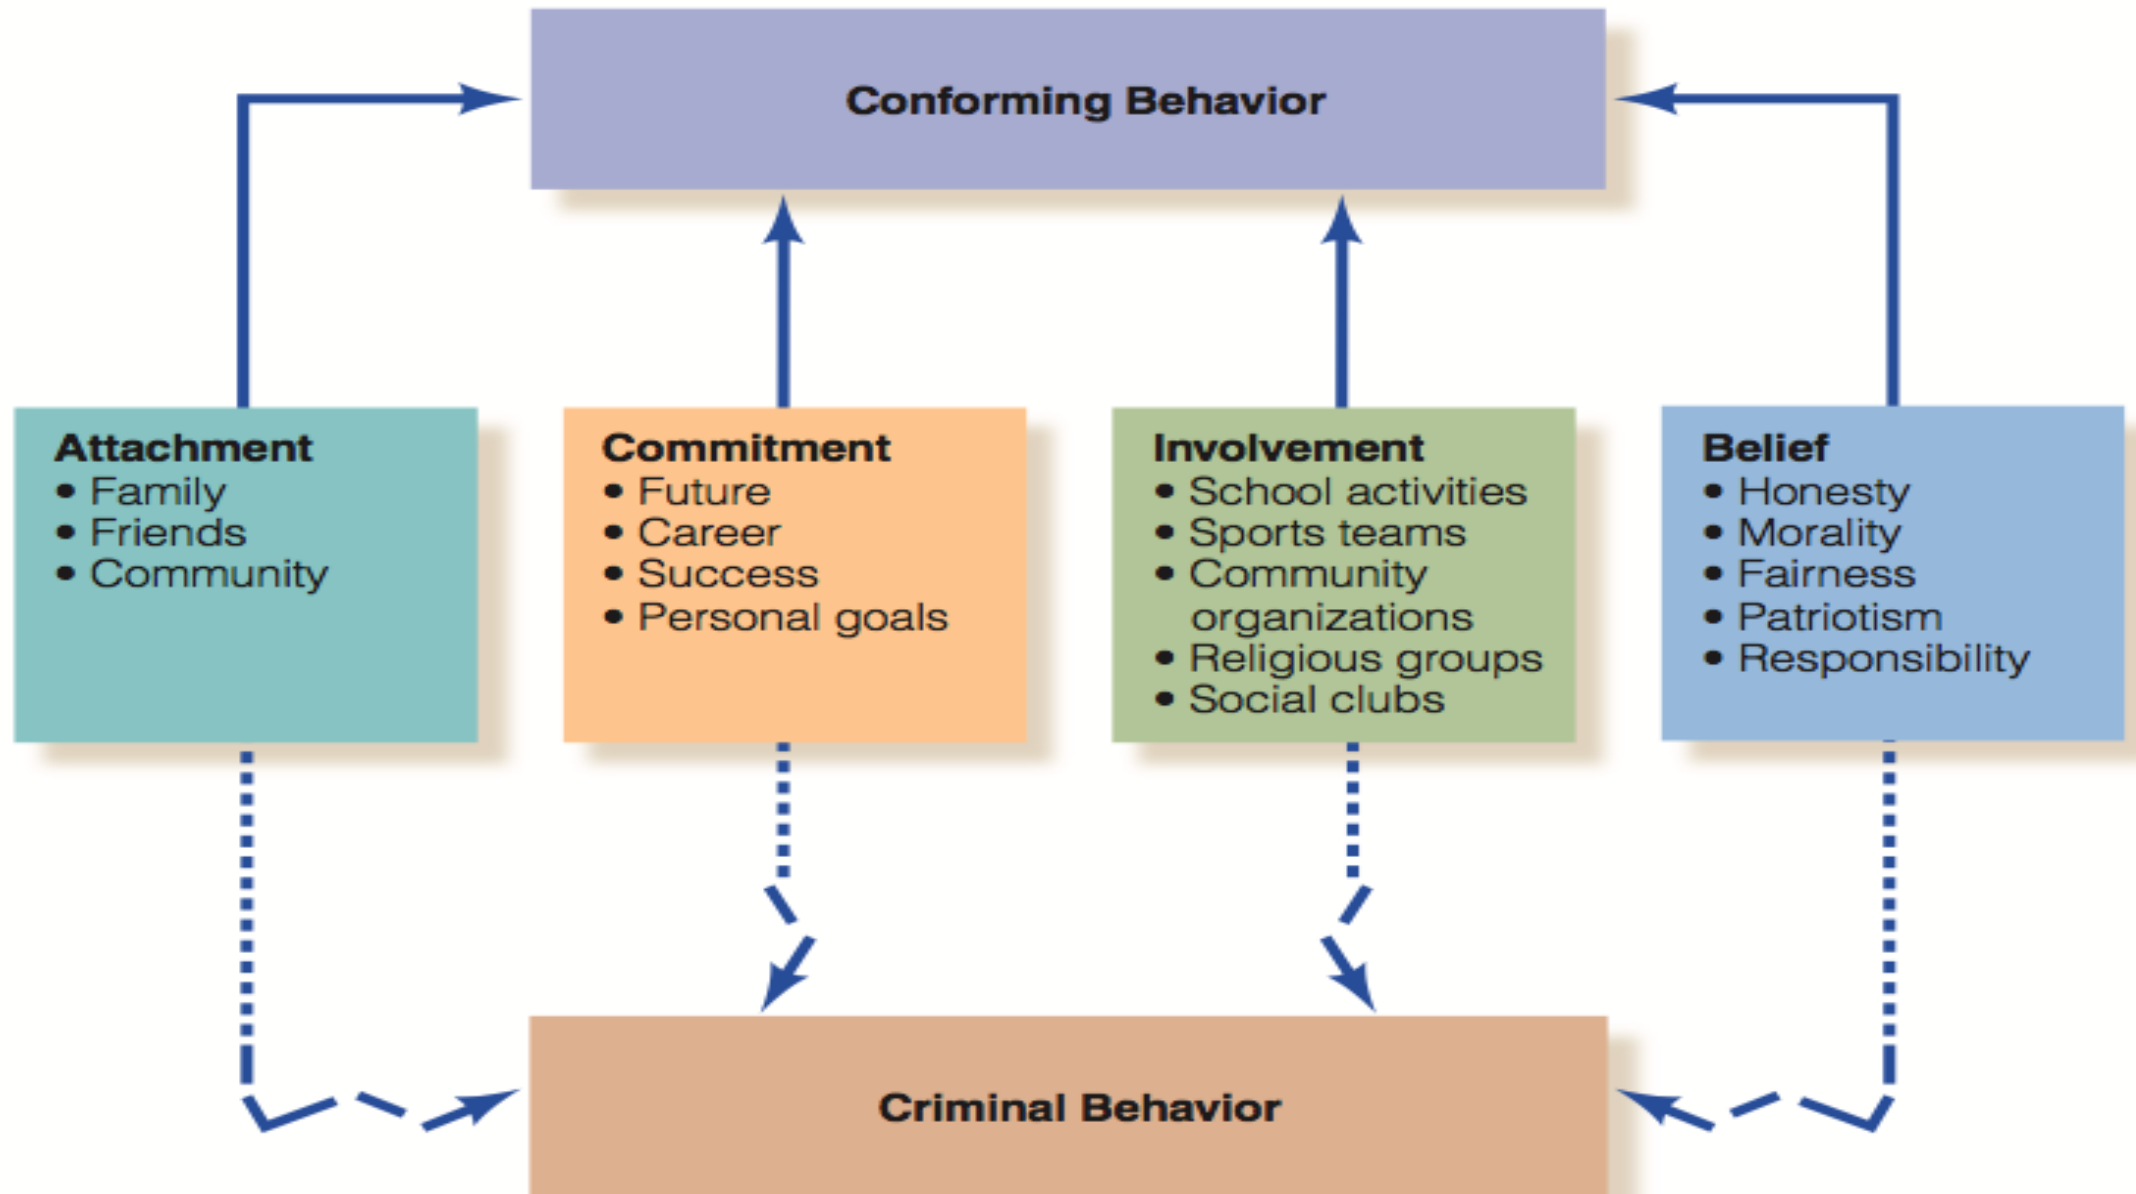 Conforming Behavior
Attachment
• Family
• Friends
• Community
Commitment
• Future
• Career
• Success
• Personal goals
Involvement
• School activities
• Sports teams
• Community
organizations
• Religious groups
• Social clubs
Belief
• Honesty
• Morality
• Fairness
• Patriotism
• Responsibility
Criminal Behavior